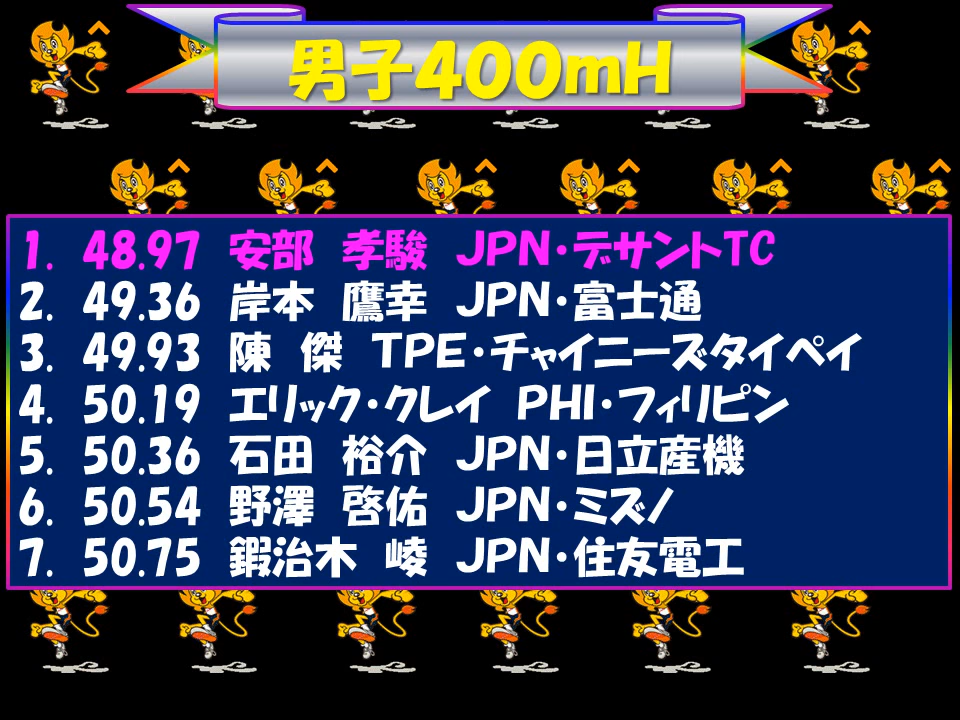 男子400mH
1. 48.97 安部 孝駿 JPN・デサントTC
2. 49.36 岸本 鷹幸 JPN・富士通
3. 49.93 陳 傑 TPE・チャイニーズタイペイ
4. 50.19 エリック・クレイ PHI・フィリピン
5. 50.36 石田 裕介 JPN・日立産機
6. 50.54 野澤 啓佑 JPN・ミズノ
7. 50.75 鍜治木 崚 JPN・住友電工